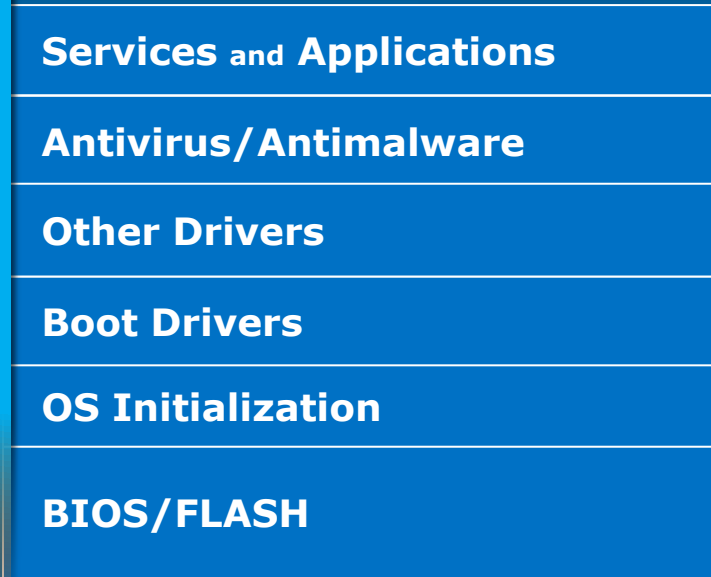 Services and Applications
Antivirus/Antimalware
Other Drivers
Boot Drivers
OS Initialization
BIOS/FLASH